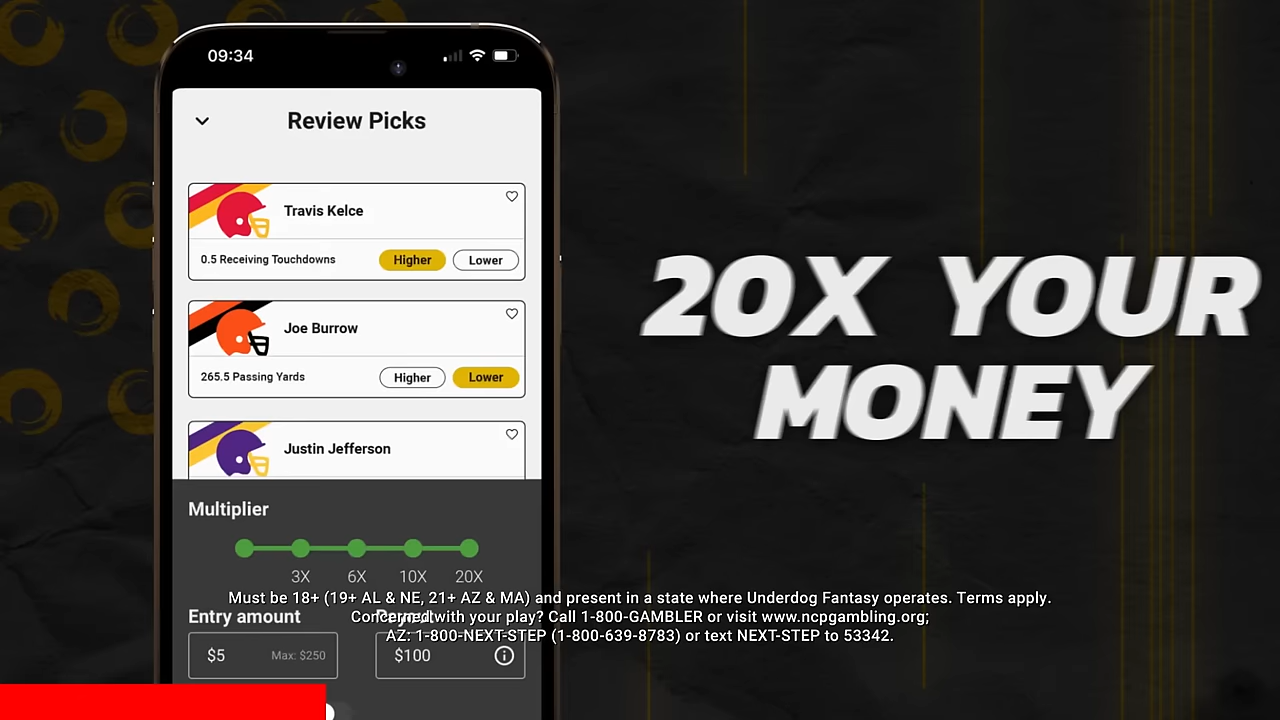 09:34
Review Picks
Travis Kelce
0.5 Receiving Touchdowns Higher Lower
Joe Burrow
265.5 Passing Yards Higher Lower
Justin Jefferson
20X YOUR
MONEY
Multiplier
3X 6X 10X 20X
Must be 18+ (19+ AL & NE, 21+ AZ & MA) and present in a state where Underdog Fantasy operates. Terms apply.
Concerned with your play? Call 1-800-GAMBLER or visit www.ncpgambling.org;
AZ: 1-800-NEXT-STEP (1-800-639-8783) or text NEXT-STEP to 53342.
Entry amount
$5 Max: $250 $100